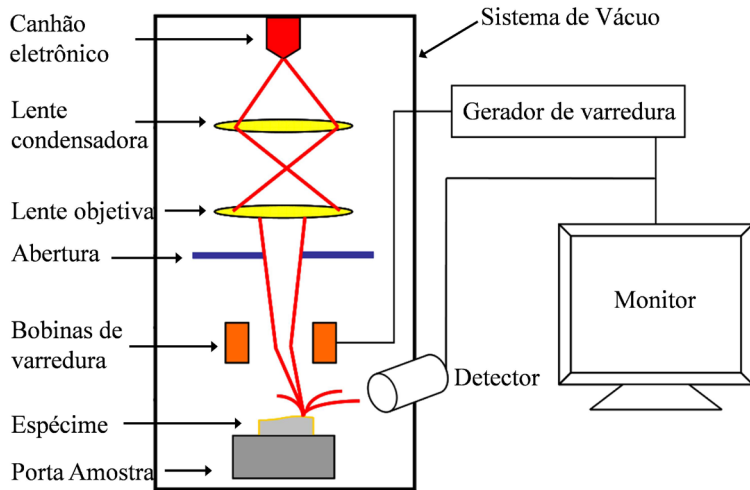 Canhão
eletrônico
Sistema de Vácuo
Lente
condensadora
Gerador de varredura
Lente objetiva
Abertura
Bobinas de
varredura
Monitor
Detector
Espécime
Porta Amostra